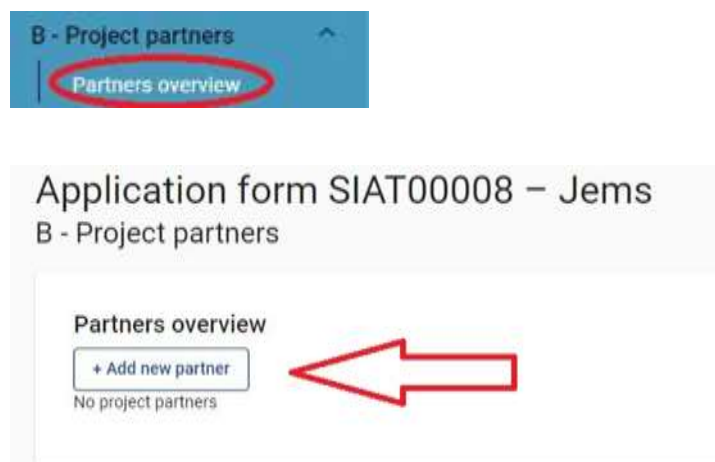 B - Project partners
Partners overview
Application form SIAT00008 – Jems
B - Project partners
Partners overview
+ Add new partner
No project partners